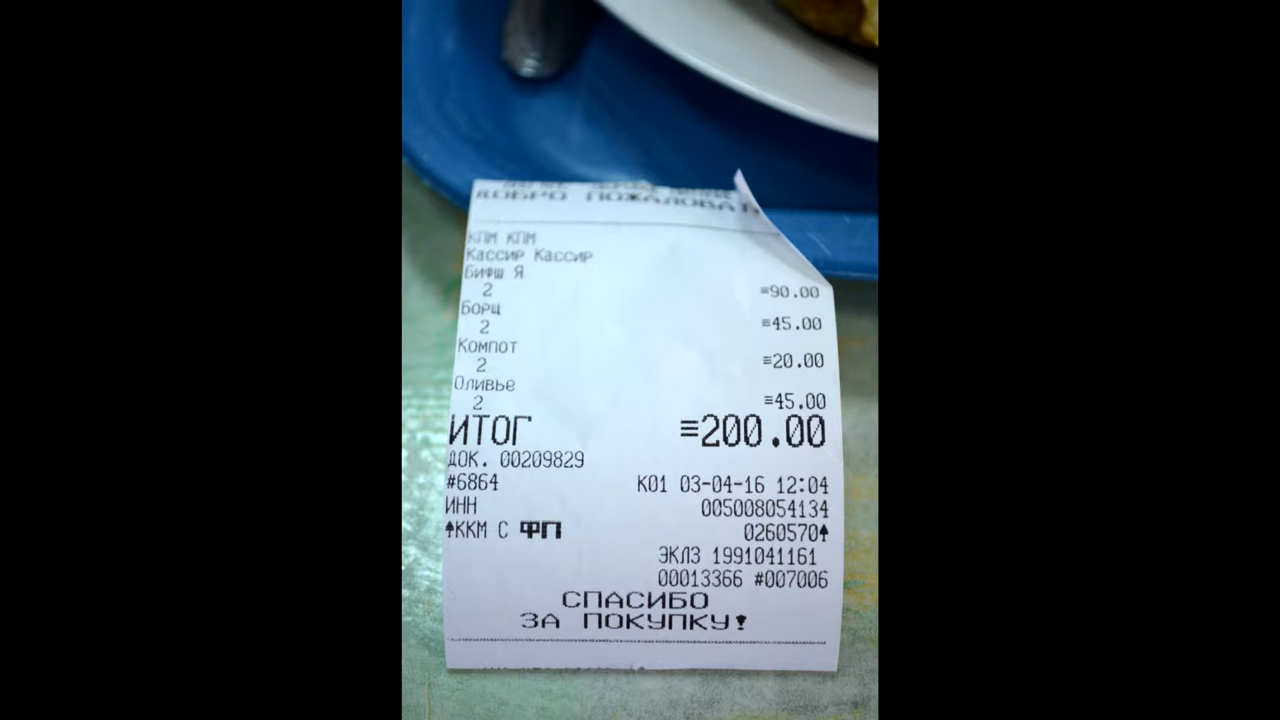 ДОБРО ПОЖАЛОВАТЬ
КПМ КПМ
Кассир Кассир
Бифш Я
2 ≡90.00
Борщ
2 ≡45.00
Компот
2 ≡20.00
Оливье
2 ≡45.00
ИТОГ ≡200.00
ДОК. 00209829
#6864 К01 03-04-16 12:04
ИНН 005008054134
♠ККМ С ФП 0260570♠
ЭКЛЗ 1991041161
00013366 #007006
СПАСИБО
ЗА ПОКУПКУ!